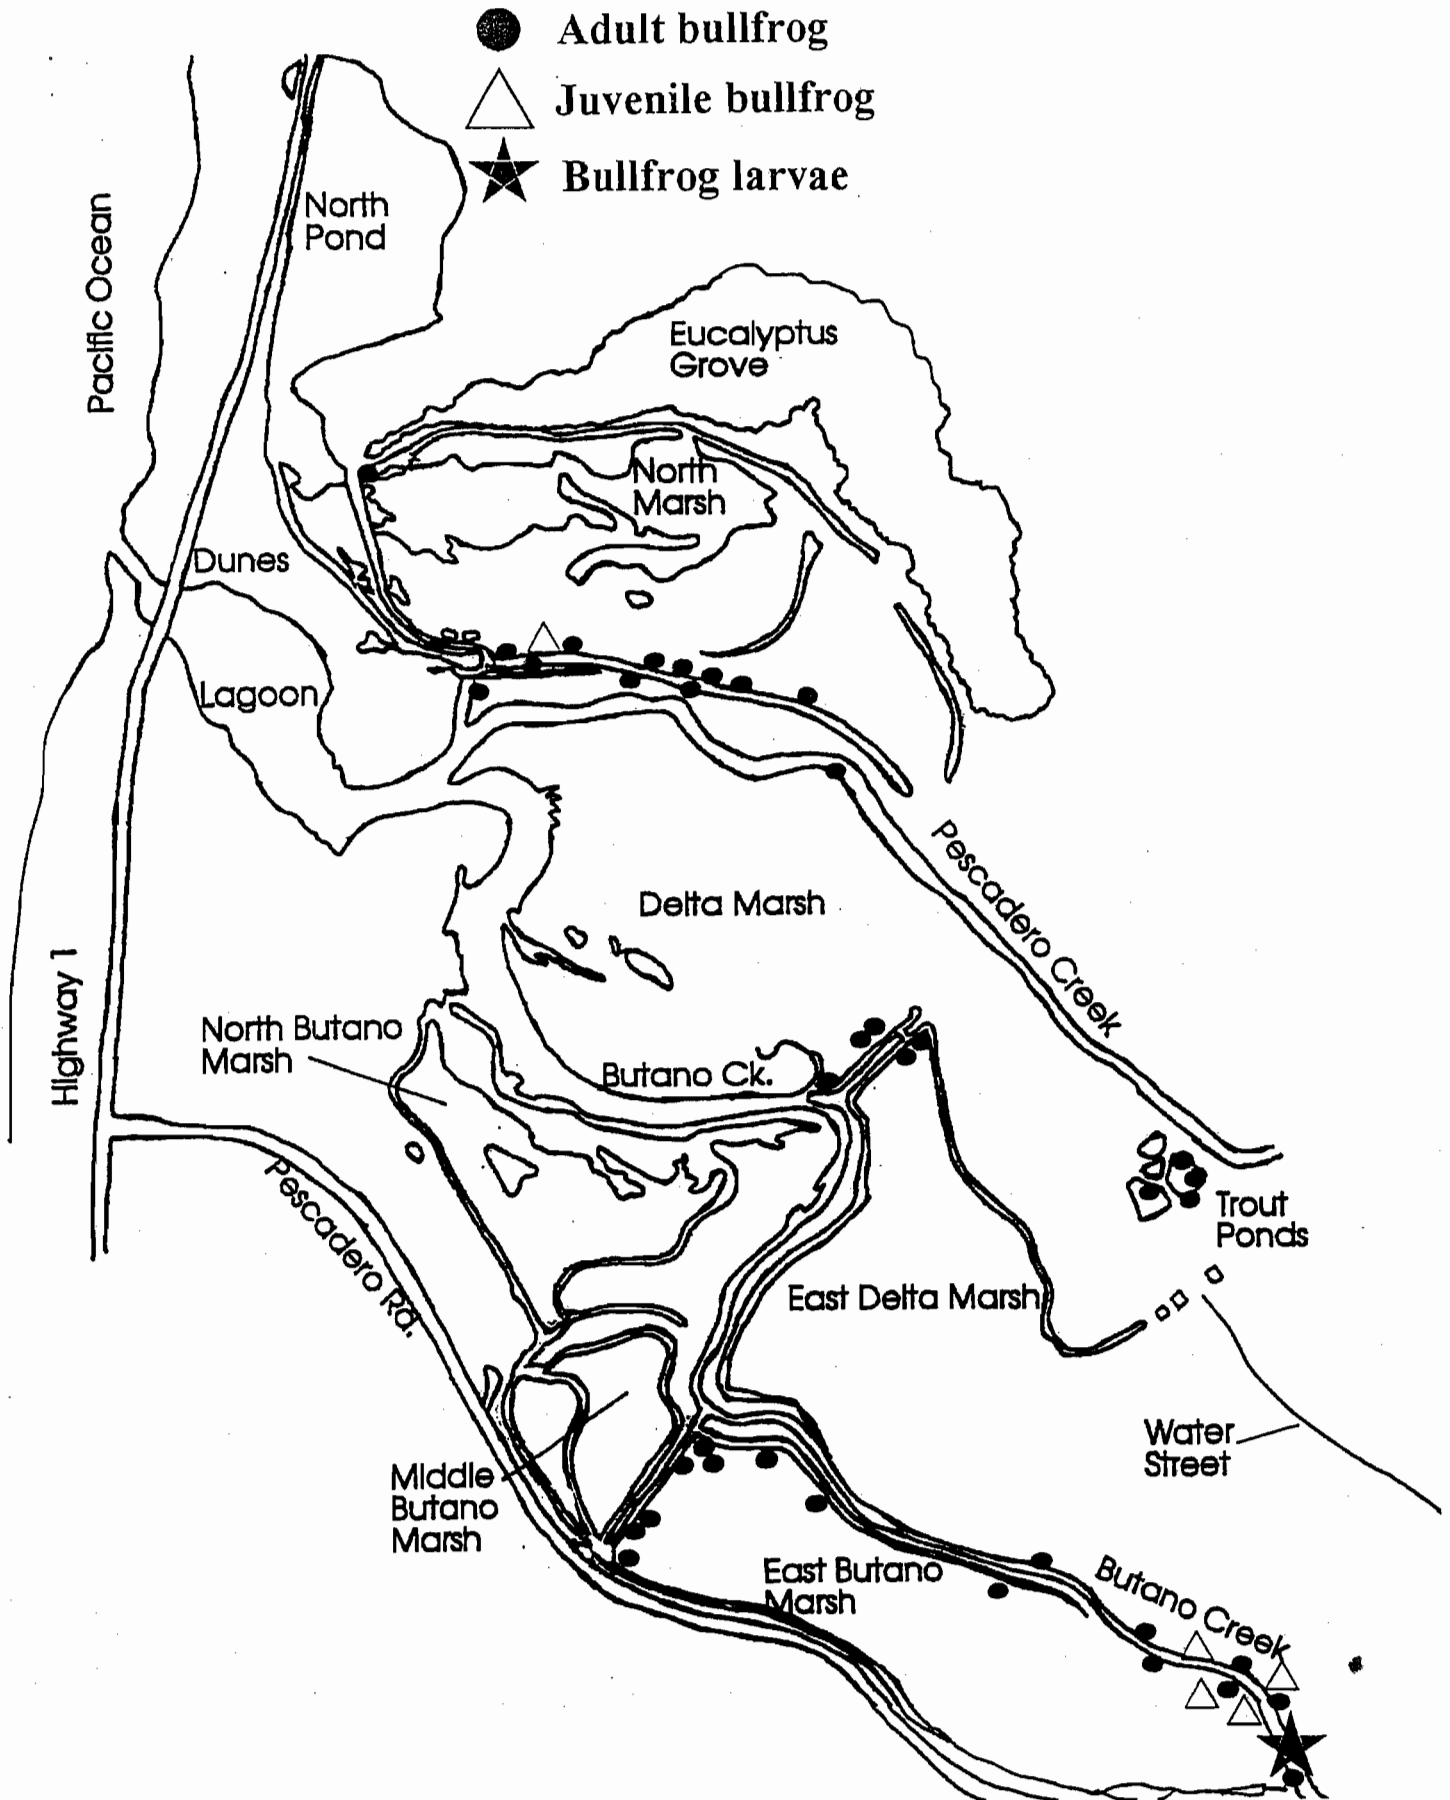 Adult bullfrog
Juvenile bullfrog
Bullfrog larvae
North
Pond
Pacific Ocean
Eucalyptus
Grove
North
Marsh
Dunes
Lagoon
Pescadero Creek
Delta Marsh
Highway 1
North Butano
Marsh
Butano Ck.
Pescadero Rd.
Trout
Ponds
East Delta Marsh
Water
Street
Middle
Butano
Marsh
East Butano
Marsh
Butano Creek